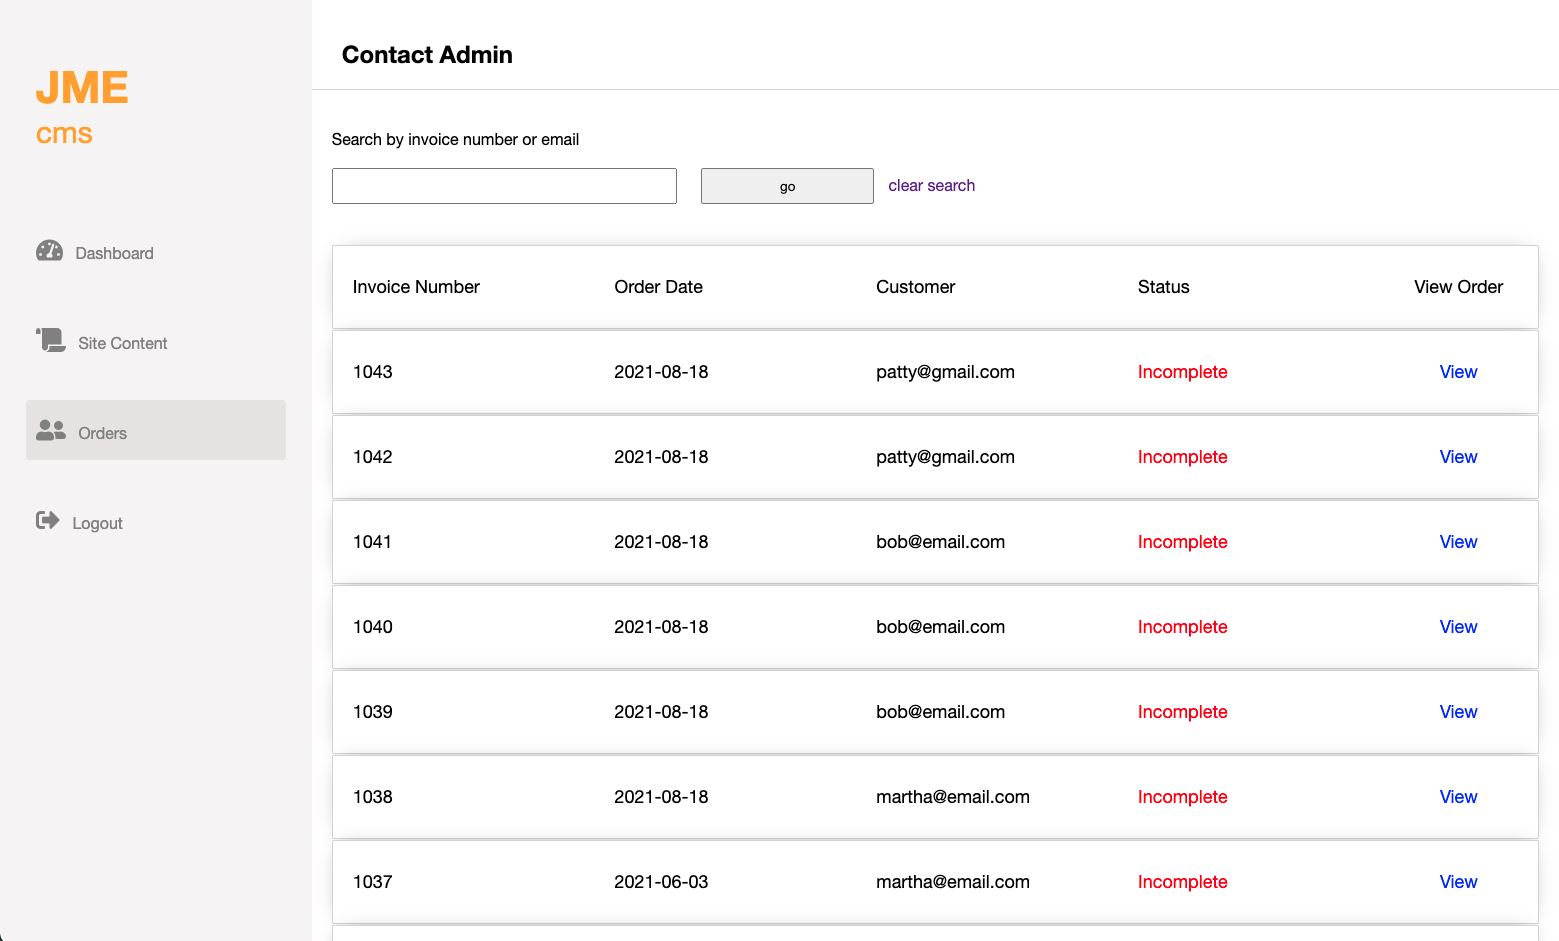 JME
cms
Dashboard
Site Content
Orders
Logout
Contact Admin
Search by invoice number or email
go clear search
Invoice Number Order Date Customer Status View Order
1043 2021-08-18 patty@gmail.com Incomplete View
1042 2021-08-18 patty@gmail.com Incomplete View
1041 2021-08-18 bob@email.com Incomplete View
1040 2021-08-18 bob@email.com Incomplete View
1039 2021-08-18 bob@email.com Incomplete View
1038 2021-08-18 martha@email.com Incomplete View
1037 2021-06-03 martha@email.com Incomplete View